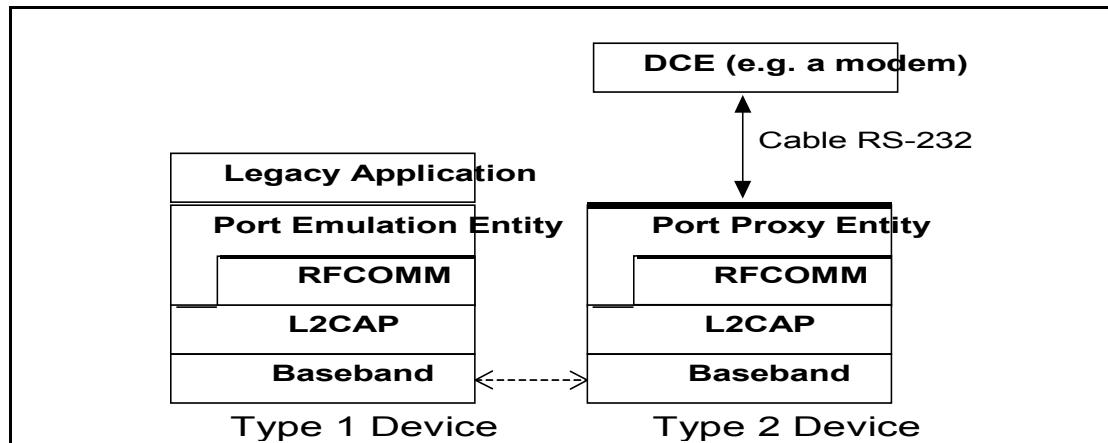 DCE (e.g. a modem)
Cable RS-232
Legacy Application
Port Emulation Entity
RFCOMM
L2CAP
Baseband
Type 1 Device
Port Proxy Entity
RFCOMM
L2CAP
Baseband
Type 2 Device